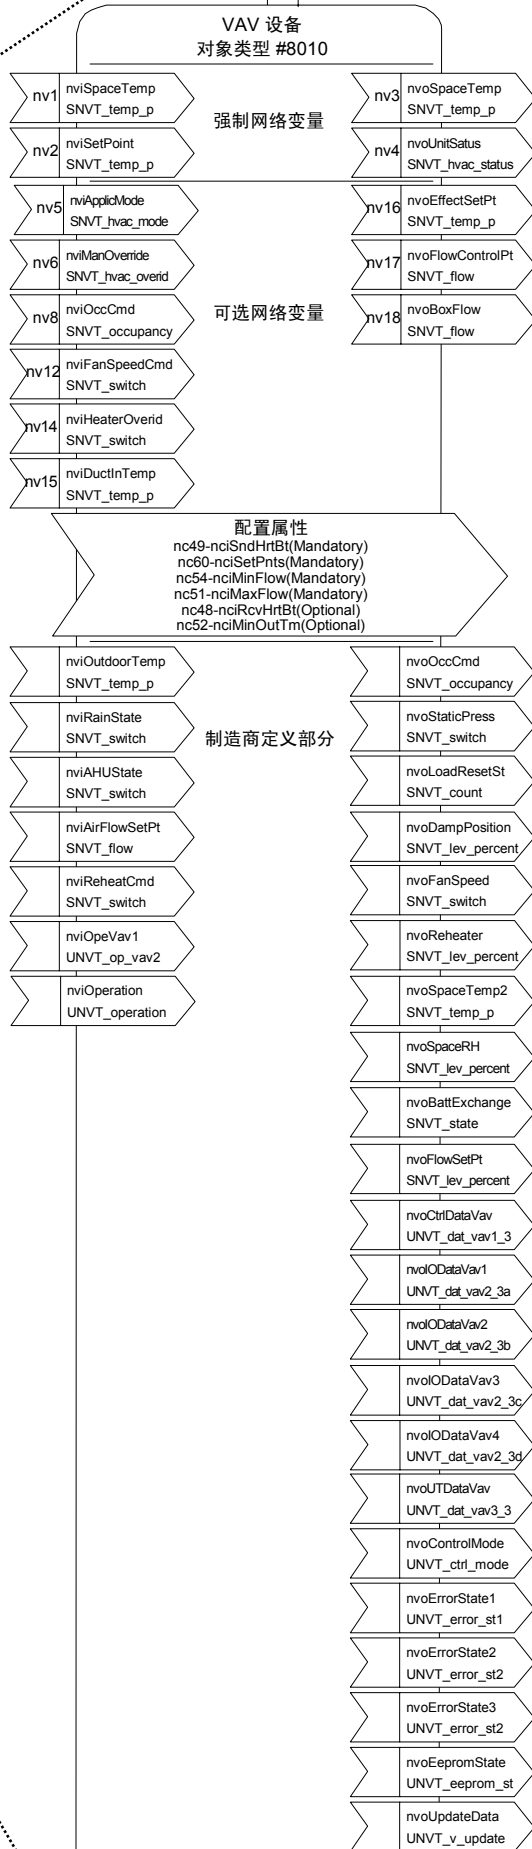 VAV 设备
对象类型 #8010
nv1
nviSpaceTemp
SNVT_temp_p
强制网络变量
nv3
nvoSpaceTemp
SNVT_temp_p
nv2
nviSetPoint
SNVT_temp_p
nv4
nvoUnitSatus
SNVT_hvac_status
nv5
nviApplicMode
SNVT_hvac_mode
nv16
nvoEffectSetPt
SNVT_temp_p
nv6
nviManOverride
SNVT_hvac_overid
nv17
nvoFlowControlPt
SNVT_flow
nv8
nviOccCmd
SNVT_occupancy
可选网络变量
nv18
nvoBoxFlow
SNVT_flow
nv12
nviFanSpeedCmd
SNVT_switch
nv14
nviHeaterOverid
SNVT_switch
nv15
nviDuctInTemp
SNVT_temp_p
配置属性
nc49-nciSndHrtBt(Mandatory)
nc60-nciSetPnts(Mandatory)
nc54-nciMinFlow(Mandatory)
nc51-nciMaxFlow(Mandatory)
nc48-nciRcvHrtBt(Optional)
nc52-nciMinOutTm(Optional)
nviOutdoorTemp
SNVT_temp_p
nvoOccCmd
SNVT_occupancy
nviRainState
SNVT_switch
制造商定义部分
nvoStaticPress
SNVT_switch
nviAHUState
SNVT_switch
nvoLoadResetSt
SNVT_count
nviAirFlowSetPt
SNVT_flow
nvoDampPosition
SNVT_lev_percent
nviReheatCmd
SNVT_switch
nvoFanSpeed
SNVT_switch
nviOpeVav1
UNVT_op_vav2
nvoReheater
SNVT_lev_percent
nviOperation
UNVT_operation
nvoSpaceTemp2
SNVT_temp_p
nvoSpaceRH
SNVT_lev_percent
nvoBattExchange
SNVT_state
nvoFlowSetPt
SNVT_lev_percent
nvoCtrlDataVav
UNVT_dat_vav1_3
nvoIODataVav1
UNVT_dat_vav2_3a
nvoIODataVav2
UNVT_dat_vav2_3b
nvoIODataVav3
UNVT_dat_vav2_3c
nvoIODataVav4
UNVT_dat_vav2_3d
nvoUTDataVav
UNVT_dat_vav3_3
nvoControlMode
UNVT_ctrl_mode
nvoErrorState1
UNVT_error_st1
nvoErrorState2
UNVT_error_st2
nvoErrorState3
UNVT_error_st2
nvoEepromState
UNVT_eeprom_st
nvoUpdateData
UNVT_v_update